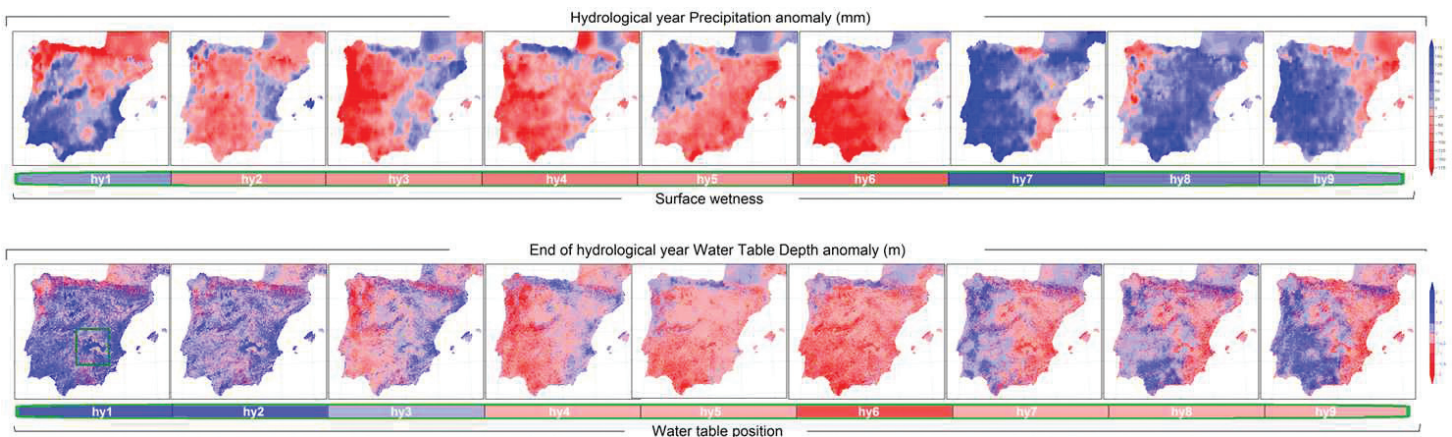 Hydrological year Precipitation anomaly (mm)
hy1 hy2 hy3 hy4 hy5 hy6 hy7 hy8 hy9
Surface wetness
End of hydrological year Water Table Depth anomaly (m)
hy1 hy2 hy3 hy4 hy5 hy6 hy7 hy8 hy9
Water table position